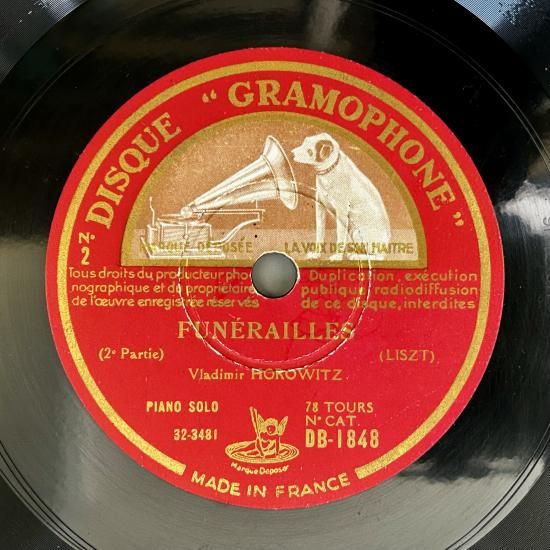 DISQUE "GRAMOPHONE"
MARQUE DÉPOSÉE LA VOIX DE SON MAITRE
N.º
2
Tous droits du producteur pho-
nographique et du propriétaire
de l'œuvre enregistrée réservés
Duplication, exécution
publique, radiodiffusion
de ce disque, interdites
FUNÉRAILLES
(2e Partie)
(LISZT)
Vladimir HOROWITZ
PIANO SOLO
32-3481
78 TOURS
No CAT.
DB-1848
Marque Déposée
MADE IN FRANCE